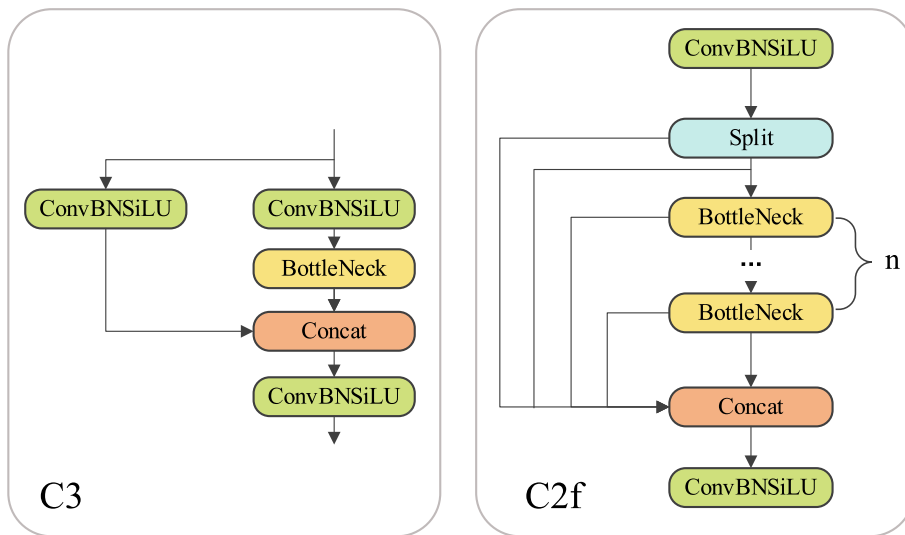 ConvBNSiLU
ConvBNSiLU
BottleNeck
Concat
ConvBNSiLU
C3
ConvBNSiLU
Split
BottleNeck
...
BottleNeck
n
Concat
ConvBNSiLU
C2f